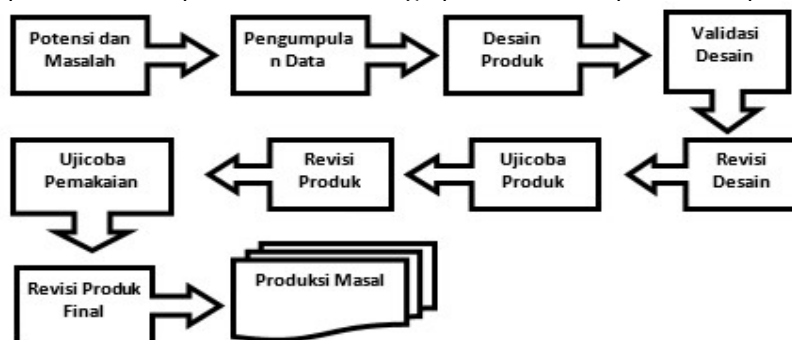 Potensi dan
Masalah
Pengumpula
n Data
Desain
Produk
Validasi
Desain
Revisi
Desain
Ujicoba
Produk
Revisi
Produk
Ujicoba
Pemakaian
Revisi Produk
Final
Produksi Masal